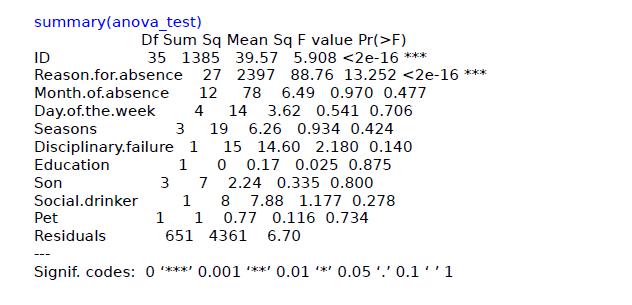 summary(anova_test)
Df Sum Sq Mean Sq F value Pr(>F)
ID 35 1385 39.57 5.908 <2e-16 ***
Reason.for.absence 27 2397 88.76 13.252 <2e-16 ***
Month.of.absence 12 78 6.49 0.970 0.477
Day.of.the.week 4 14 3.62 0.541 0.706
Seasons 3 19 6.26 0.934 0.424
Disciplinary.failure 1 15 14.60 2.180 0.140
Education 1 0 0.17 0.025 0.875
Son 3 7 2.24 0.335 0.800
Social.drinker 1 8 7.88 1.177 0.278
Pet 1 1 0.77 0.116 0.734
Residuals 651 4361 6.70
---
Signif. codes: 0 ‘***’ 0.001 ‘**’ 0.01 ‘*’ 0.05 ‘.’ 0.1 ‘ ’ 1